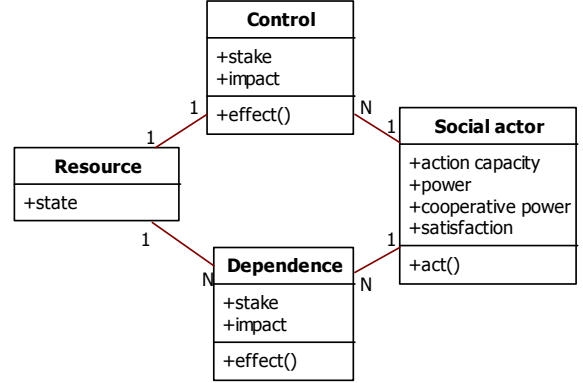 Control
+stake
+impact
+effect()
1
N
1
1
Social actor
+action capacity
+power
+cooperative power
+satisfaction
+act()
Resource
+state
1
N
1
N
Dependence
+stake
+impact
+effect()